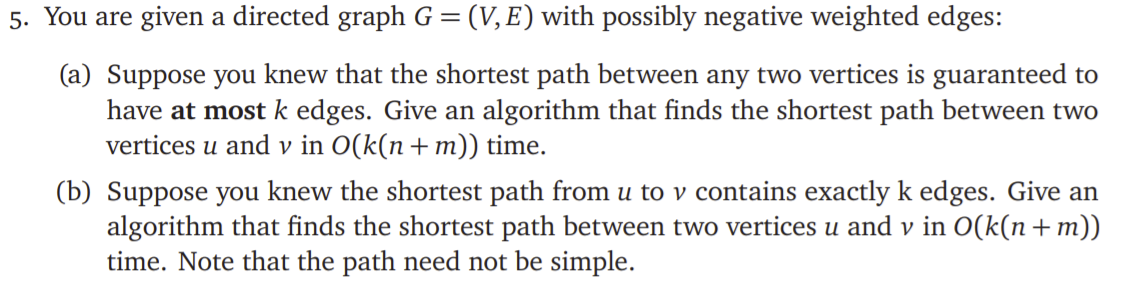 5. You are given a directed graph G = (V, E) with possibly negative weighted edges:
(a) Suppose you knew that the shortest path between any two vertices is guaranteed to
have at most k edges. Give an algorithm that finds the shortest path between two
vertices u and v in O(k(n + m)) time.
(b) Suppose you knew the shortest path from u to v contains exactly k edges. Give an
algorithm that finds the shortest path between two vertices u and v in O(k(n + m))
time. Note that the path need not be simple.